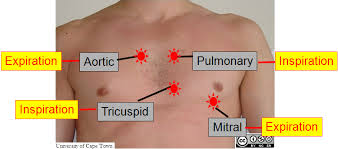 Expiration
Aortic
Pulmonary
Inspiration
Inspiration
Tricuspid
Mitral
Expiration
University of Cape Town